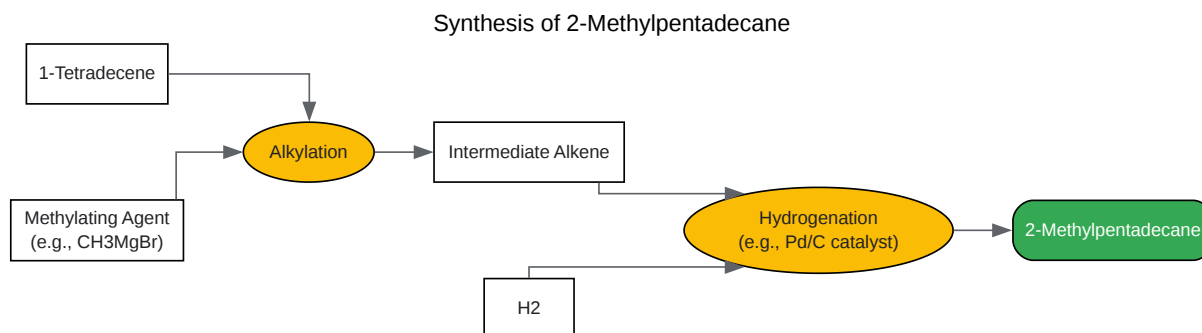 Synthesis of 2-Methylpentadecane
1-Tetradecene
Alkylation
Intermediate Alkene
Methylating Agent
(e.g., CH3MgBr)
Hydrogenation
(e.g., Pd/C catalyst)
2-Methylpentadecane
H2